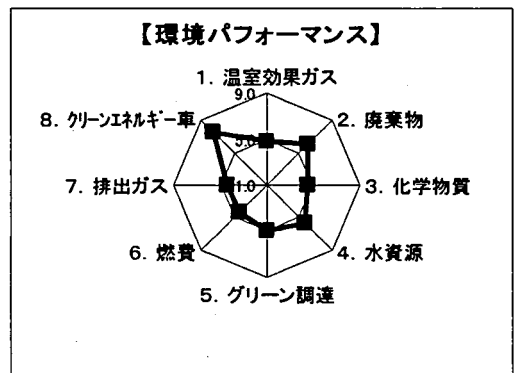 【環境パフォーマンス】
1. 温室効果ガス
9.0
8. クリーンエネルギー車
2. 廃棄物
5.0
7. 排出ガス
1.0
3. 化学物質
6. 燃費
4. 水資源
5. グリーン調達